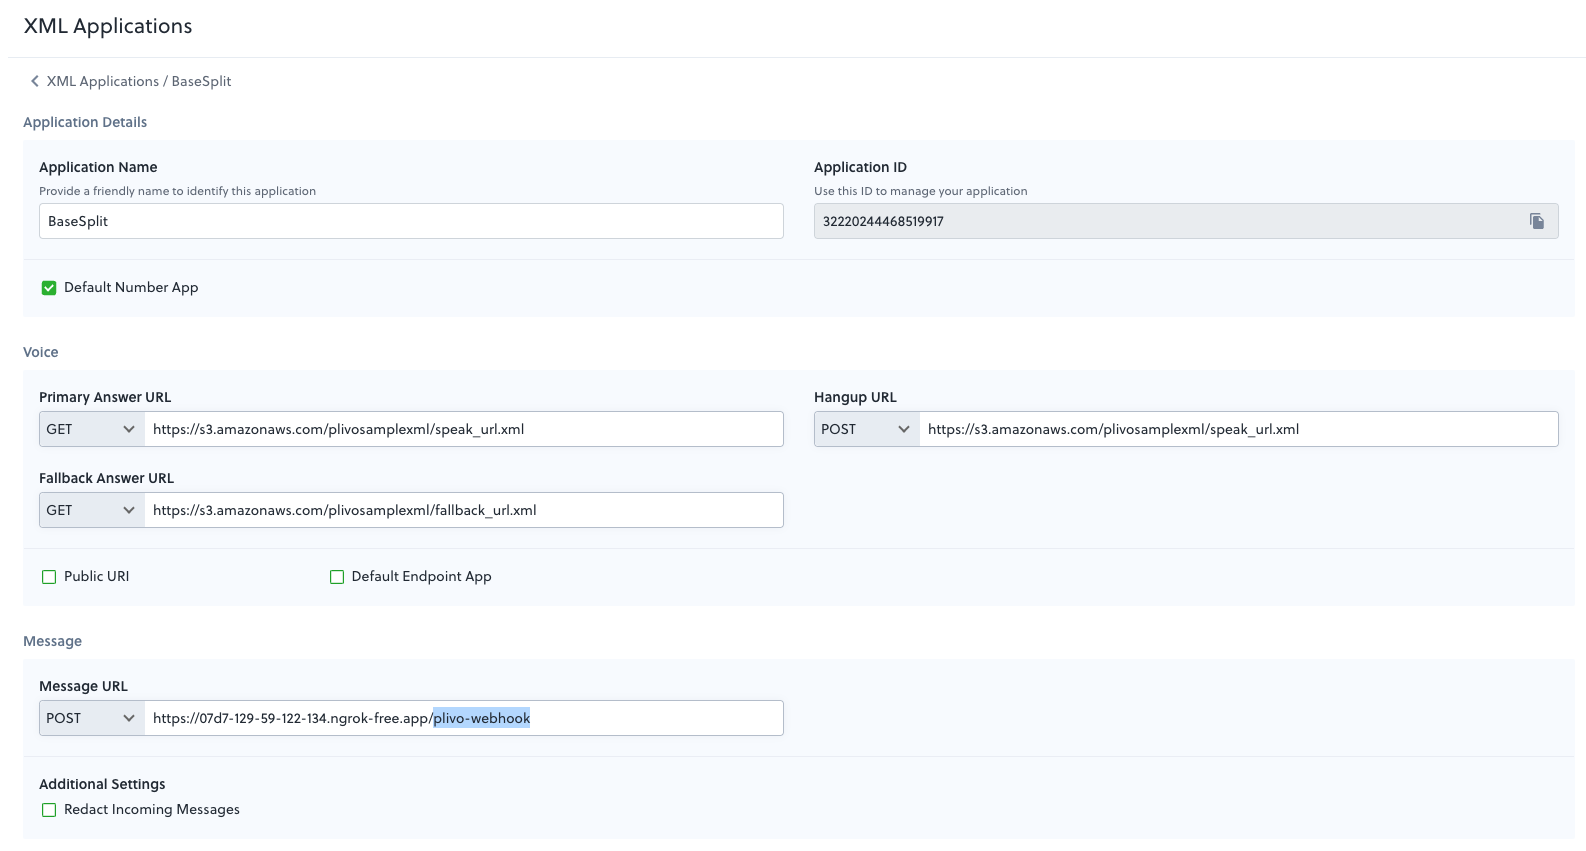 XML Applications
XML Applications / BaseSplit
Application Details
Application Name
Provide a friendly name to identify this application
BaseSplit
Application ID
Use this ID to manage your application
32220244468519917
Default Number App
Voice
Primary Answer URL
GET https://s3.amazonaws.com/plivosamplexml/speak_url.xml
Hangup URL
POST https://s3.amazonaws.com/plivosamplexml/speak_url.xml
Fallback Answer URL
GET https://s3.amazonaws.com/plivosamplexml/fallback_url.xml
Public URI
Default Endpoint App
Message
Message URL
POST https://07d7-129-59-122-134.ngrok-free.app/plivo-webhook
Additional Settings
Redact Incoming Messages